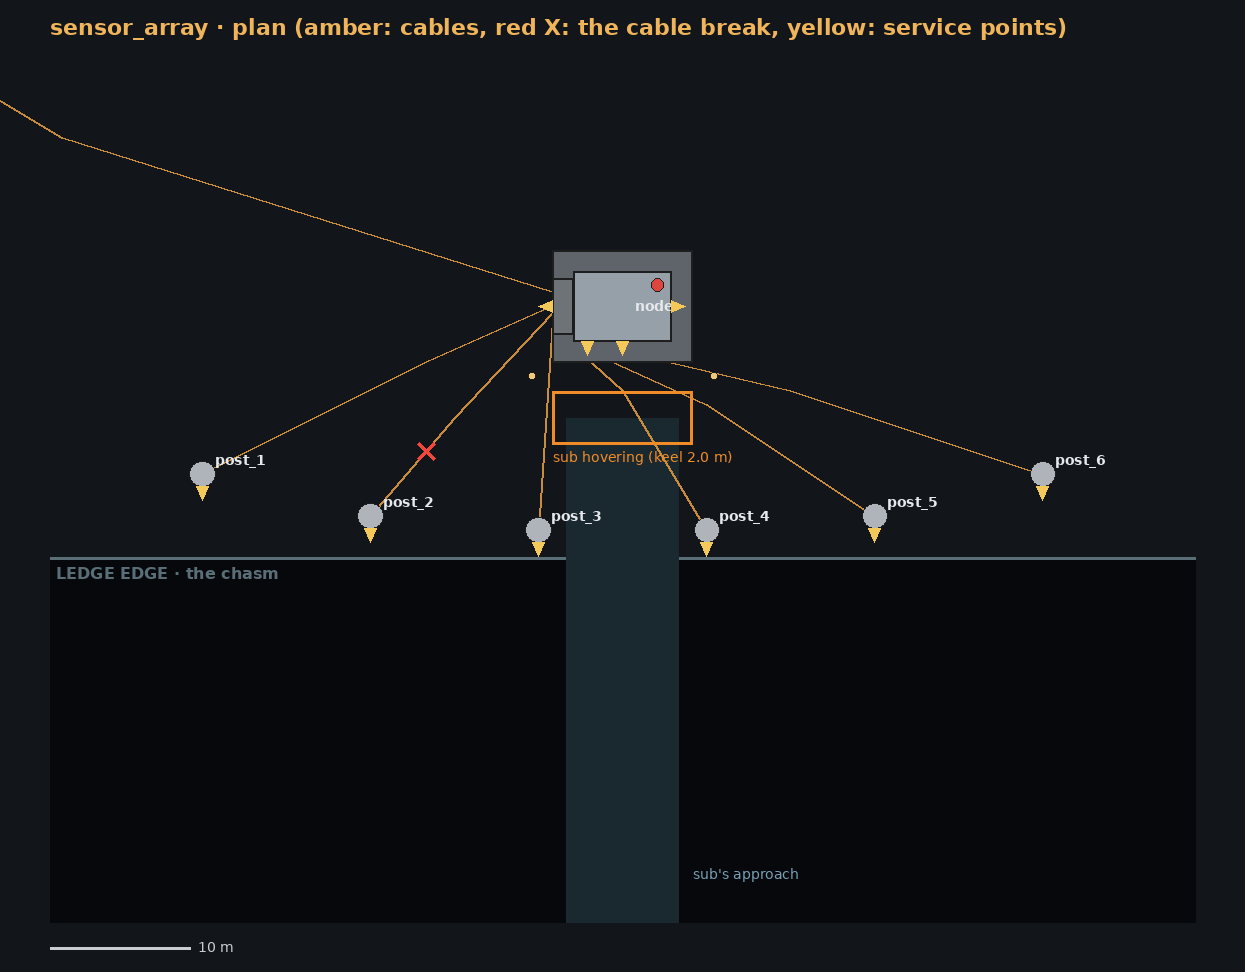 sensor_array · plan (amber: cables, red X: the cable break, yellow: service points)
node
sub hovering (keel 2.0 m)
post_1
post_2
post_3
post_4
post_5
post_6
LEDGE EDGE · the chasm
sub's approach
10 m